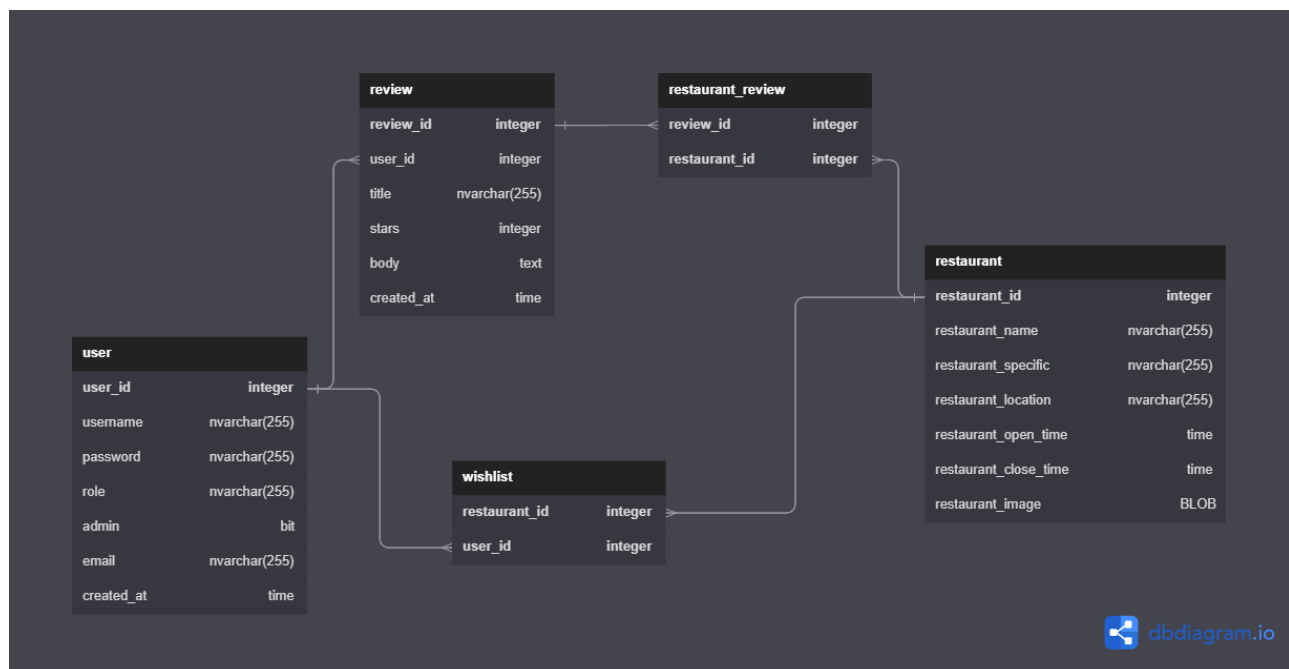 review
review_id integer
user_id integer
title nvarchar(255)
stars integer
body text
created_at time
restaurant_review
review_id integer
restaurant_id integer
restaurant
restaurant_id integer
restaurant_name nvarchar(255)
restaurant_specific nvarchar(255)
restaurant_location nvarchar(255)
restaurant_open_time time
restaurant_close_time time
restaurant_image BLOB
user
user_id integer
username nvarchar(255)
password nvarchar(255)
role nvarchar(255)
admin bit
email nvarchar(255)
created_at time
wishlist
restaurant_id integer
user_id integer
dbdiagram.io